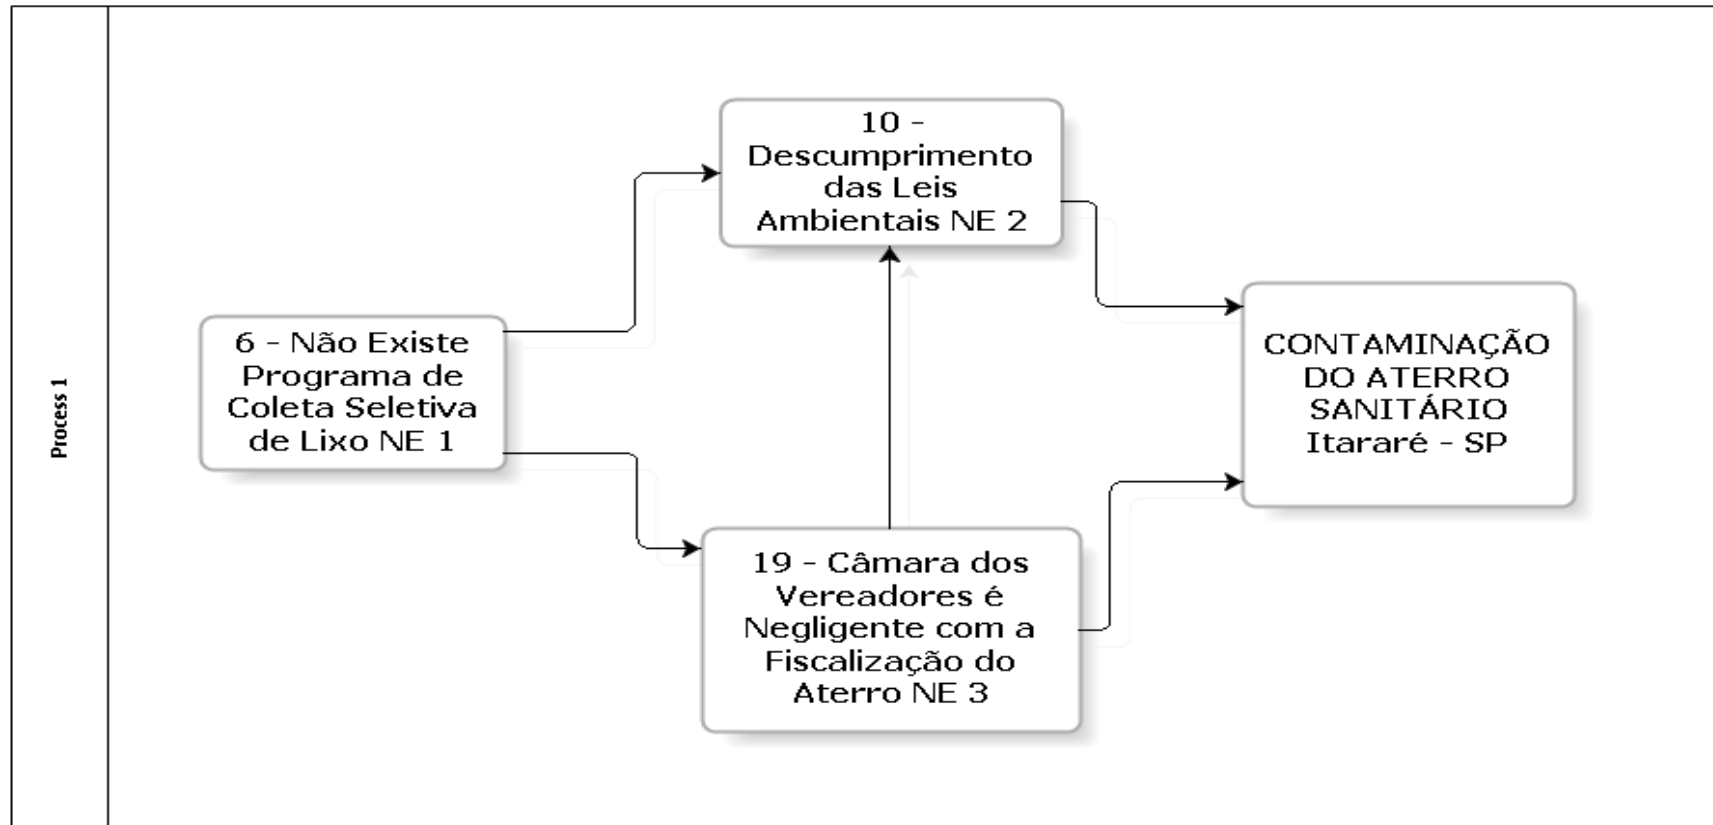 Process 1
10 -
Descumprimento
das Leis
Ambientais NE 2
6 - Não Existe
Programa de
Coleta Seletiva
de Lixo NE 1
CONTAMINAÇÃO
DO ATERRO
SANITÁRIO
Itararé - SP
19 - Câmara dos
Vereadores é
Negligente com a
Fiscalização do
Aterro NE 3